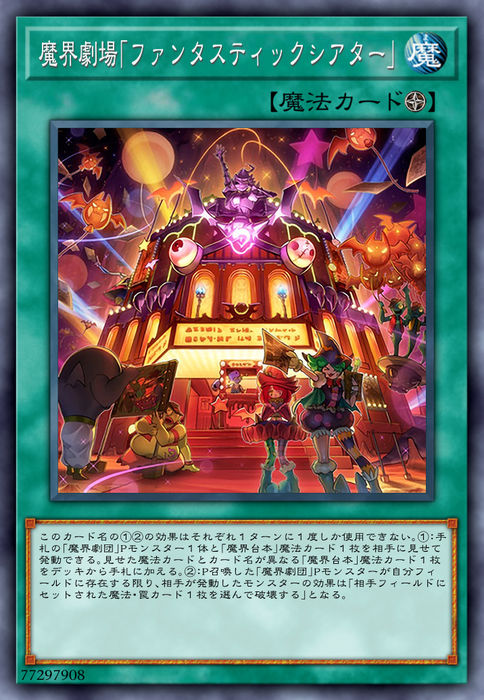 魔界劇場「ファンタスティックシアター」
魔
【魔法カード】
このカード名の①②の効果はそれぞれ１ターンに１度しか使用できない。①:手
札の「魔界劇団」Pモンスター１体と「魔界台本」魔法カード１枚を相手に見せて
発動できる。見せた魔法カードとカード名が異なる「魔界台本」魔法カード１枚
をデッキから手札に加える。②:P召喚した「魔界劇団」Pモンスターが自分フィ
ールドに存在する限り、相手が発動したモンスターの効果は「相手フィールドに
セットされた魔法・罠カード１枚を選んで破壊する」となる。
77297908